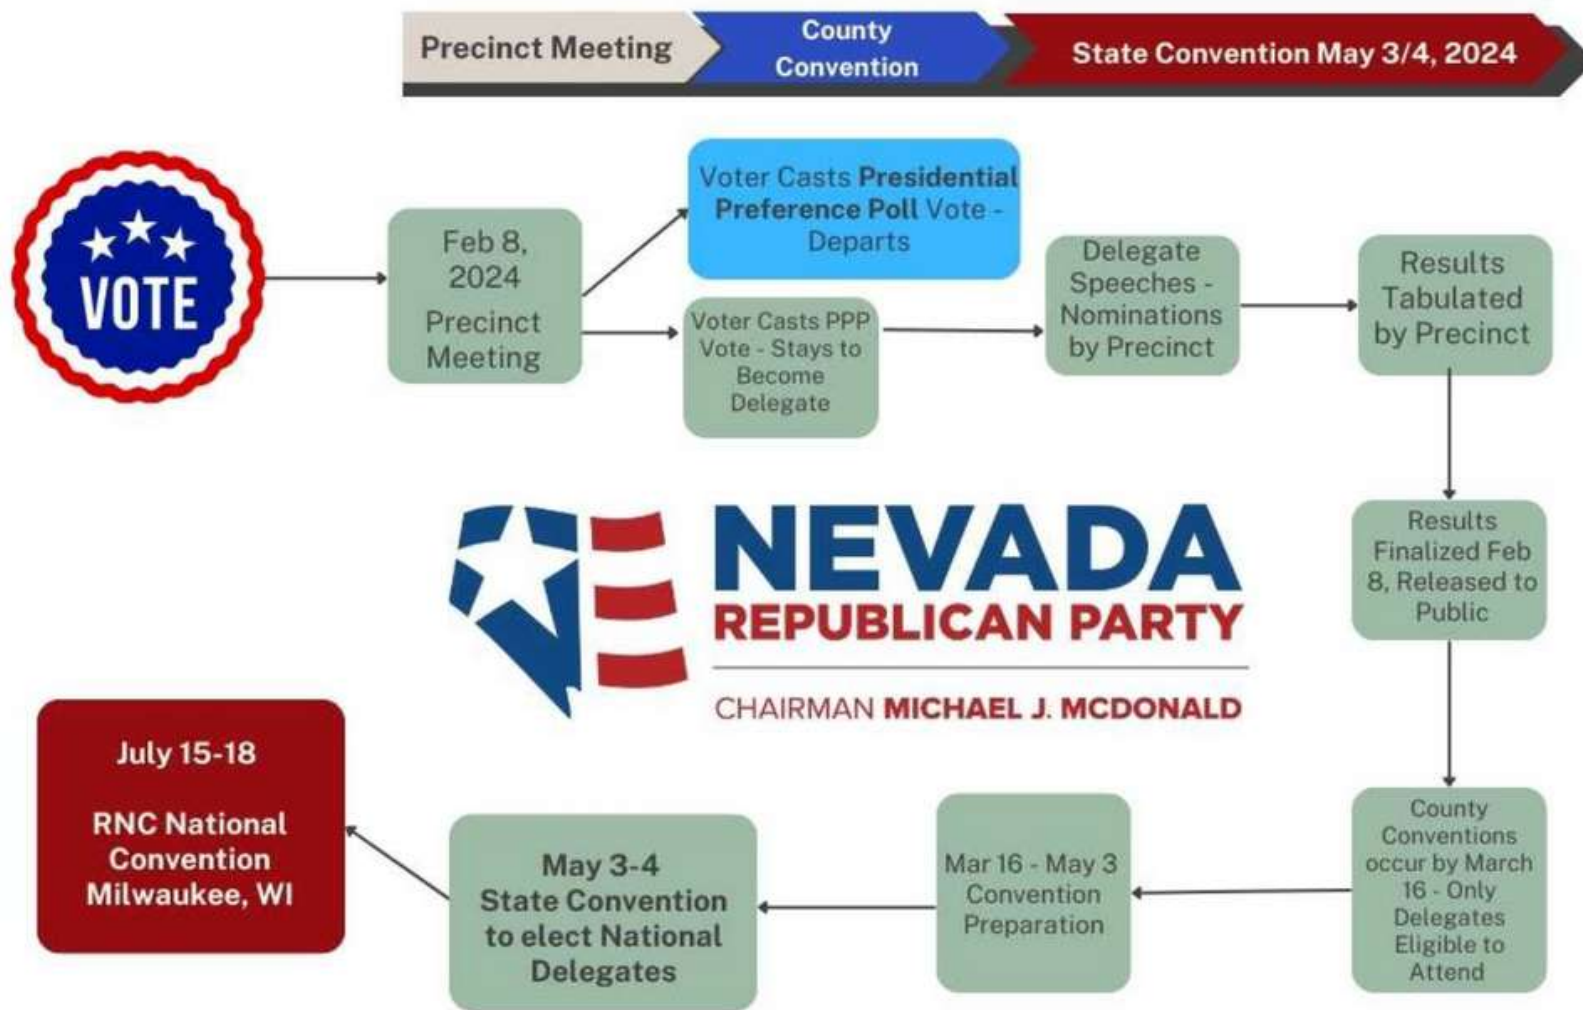 Precinct Meeting
County
Convention
State Convention May 3/4, 2024
VOTE
Feb 8,
2024
Precinct
Meeting
Voter Casts Presidential
Preference Poll Vote -
Departs
Voter Casts PPP
Vote - Stays to
Become
Delegate
Delegate
Speeches -
Nominations
by Precinct
Results
Tabulated
by Precinct
Results
Finalized Feb
8, Released to
Public
NEVADA
REPUBLICAN PARTY
CHAIRMAN MICHAEL J. MCDONALD
County
Conventions
occur by March
16 - Only
Delegates
Eligible to
Attend
Mar 16 - May 3
Convention
Preparation
May 3-4
State Convention
to elect National
Delegates
July 15-18
RNC National
Convention
Milwaukee, WI